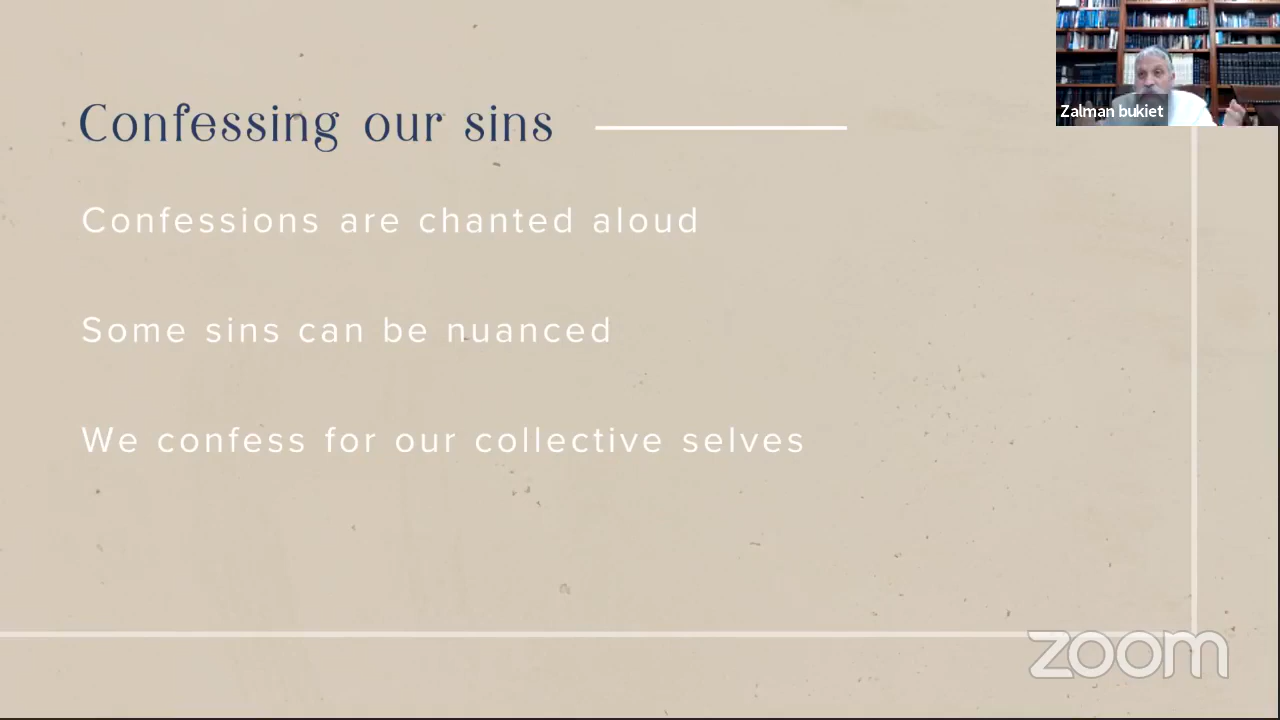 Confessing our sins
Confessions are chanted aloud
Some sins can be nuanced
We confess for our collective selves
Zalman bukiet
zoom